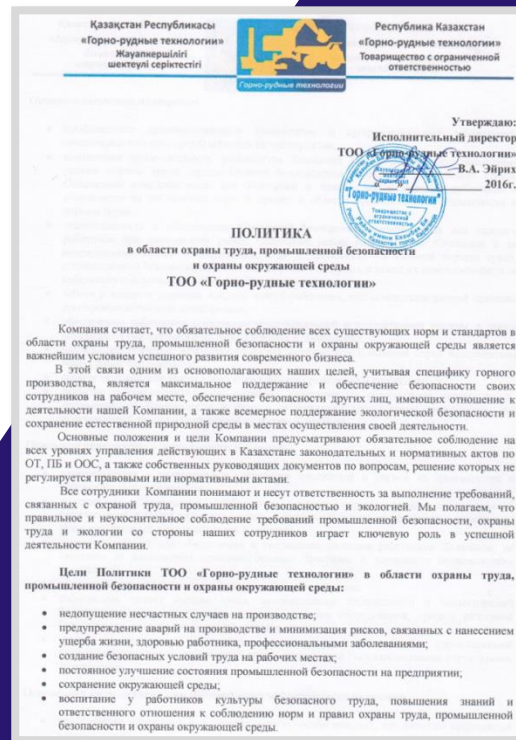 Қазақстан Республикасы
«Горно-рудные технологии»
Жауапкершілігі
шектеулі серіктестігі
Горно-рудные технологии
Республика Казахстан
«Горно-рудные технологии»
Товарищество с ограниченной
ответственностью
Утверждаю:
Исполнительный директор
ТОО «Горно-рудные технологии»
В.А. Эйрих
2016г.
"Горно-рудные технологии"
Товарищество с
ограниченной
ответственностью
ПОЛИТИКА
в области охраны труда, промышленной безопасности
и охраны окружающей среды
ТОО «Горно-рудные технологии»
Компания считает, что обязательное соблюдение всех существующих норм и стандартов в
области охраны труда, промышленной безопасности и охраны окружающей среды является
важнейшим условием успешного развития современного бизнеса.
В этой связи одним из основополагающих наших целей, учитывая специфику горного
производства, является максимальное поддержание и обеспечение безопасности своих
сотрудников на рабочем месте, обеспечение безопасности других лиц, имеющих отношение к
деятельности нашей Компании, а также всемерное поддержание экологической безопасности и
сохранение естественной природной среды в местах осуществления своей деятельности.
Основные положения и цели Компании предусматривают обязательное соблюдение на
всех уровнях управления действующих в Казахстане законодательных и нормативных актов по
ОТ, ПБ и ООС, а также собственных руководящих документов по вопросам, решение которых не
регулируется правовыми или нормативными актами.
Все сотрудники Компании понимают и несут ответственность за выполнение требований,
связанных с охраной труда, промышленной безопасностью и экологией. Мы полагаем, что
правильное и неукоснительное соблюдение требований промышленной безопасности, охраны
труда и экологии со стороны наших сотрудников играет ключевую роль в успешной
деятельности Компании.
Цели Политики ТОО «Горно-рудные технологии» в области охраны труда,
промышленной безопасности и охраны окружающей среды:
• недопущение несчастных случаев на производстве;
• предупреждение аварий на производстве и минимизация рисков, связанных с нанесением
ущерба жизни, здоровью работника, профессиональными заболеваниями;
• создание безопасных условий труда на рабочих местах;
• постоянное улучшение состояния промышленной безопасности на предприятии;
• сохранение окружающей среды;
• воспитание у работников культуры безопасного труда, повышения знаний и
ответственного отношения к соблюдению норм и правил охраны труда, промышленной
безопасности и охраны окружающей среды.